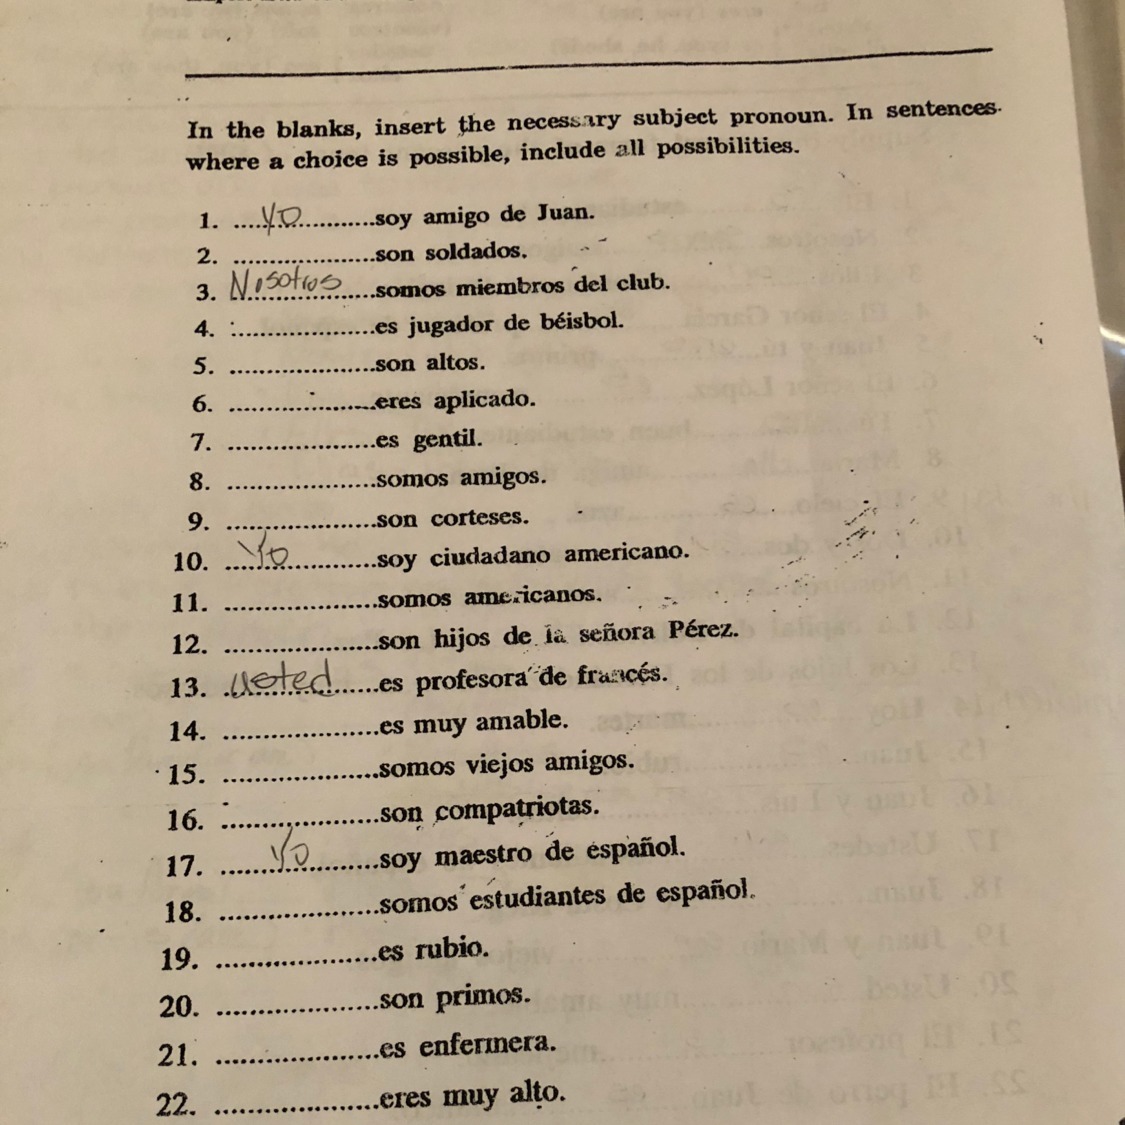 In the blanks, insert the necessary subject pronoun. In sentences
where a choice is possible, include all possibilities.
1. ....Yo..........soy amigo de Juan.
2. ....................son soldados.
3. Nosotros...somos miembros del club.
4. ....................es jugador de béisbol.
5. ....................son altos.
6. ....................eres aplicado.
7. ....................es gentil.
8. ....................somos amigos.
9. ....................son corteses.
10. ...Yo...........soy ciudadano americano.
11. ....................somos americanos.
12. ....................son hijos de la señora Pérez.
13. .usted......es profesora de francés.
14. ....................es muy amable.
15. ....................somos viejos amigos.
16. ....................son compatriotas.
17. ......Yo.........soy maestro de español.
18. ....................somos estudiantes de español.
19. ....................es rubio.
20. ....................son primos.
21. ....................es enfermera.
22. ....................eres muy alto.